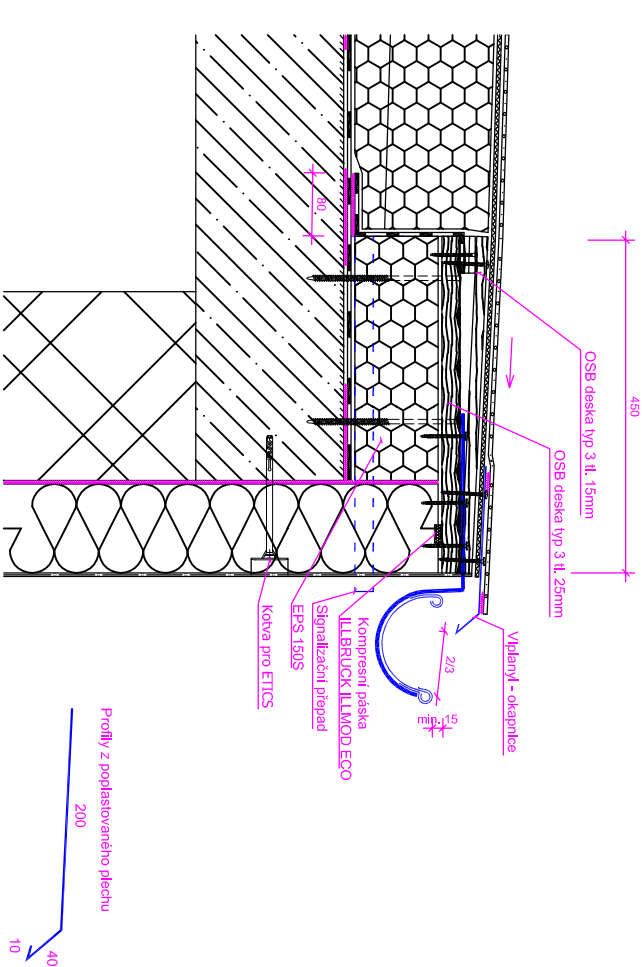 450
OSB deska typ 3 tl. 15mm
OSB deska typ 3 tl. 25mm
Viplanyl - okapnice
2/3
min. 15
Kompresní páska
ILLBRUCK ILLMOD ECO
Signalizační přepad
EPS 150S
Kotva pro ETICS
80
Profily z poplastovaného plechu
200
40
10